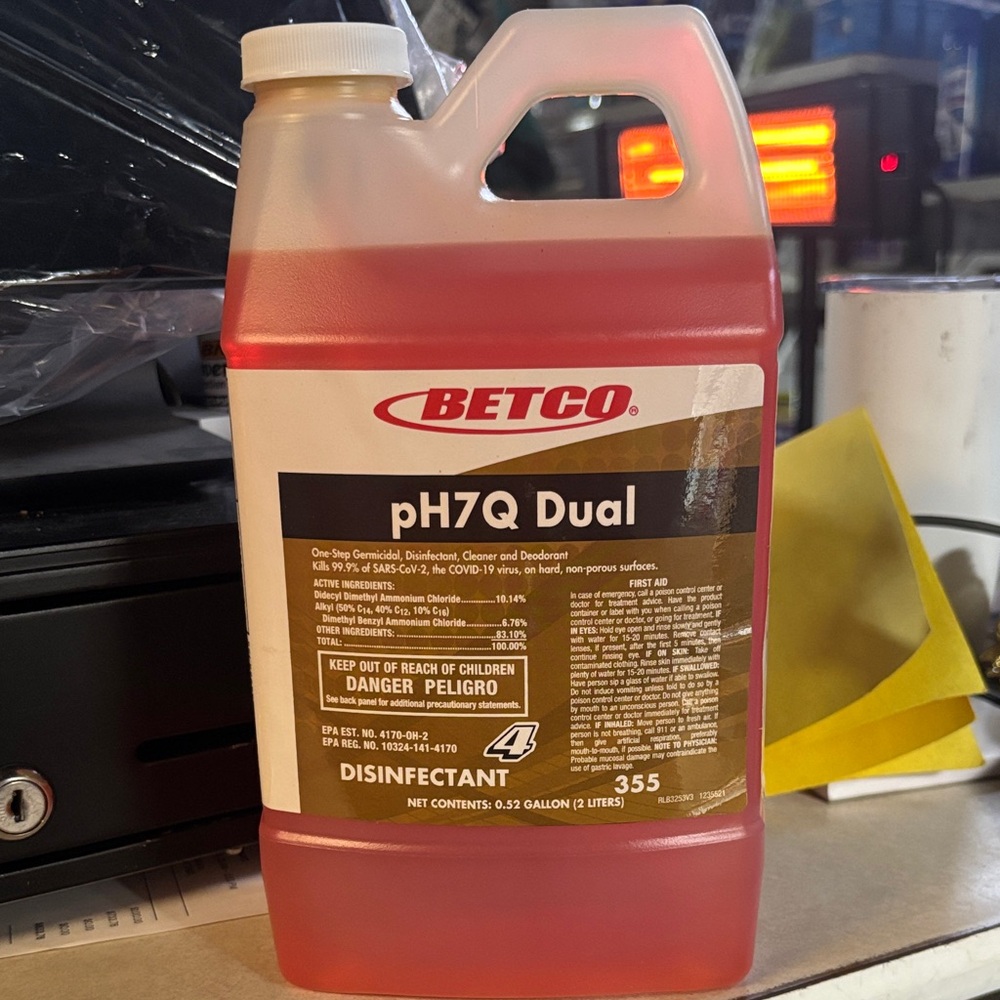 BETCO®
pH7Q Dual
One-Step Germicidal, Disinfectant, Cleaner and Deodorant
Kills 99.9% of SARS-CoV-2, the COVID-19 virus, on hard, non-porous surfaces.
ACTIVE INGREDIENTS:
Didecyl Dimethyl Ammonium Chloride..............10.14%
Alkyl (50% C14, 40% C12, 10% C16)
Dimethyl Benzyl Ammonium Chloride...........6.76%
OTHER INGREDIENTS: ....................................83.10%
TOTAL: ........................................................100.00%
KEEP OUT OF REACH OF CHILDREN
DANGER PELIGRO
See back panel for additional precautionary statements.
EPA EST. NO. 4170-OH-2
EPA REG. NO. 10324-141-4170
4
DISINFECTANT
FIRST AID
In case of emergency, call a poison control center or
doctor for treatment advice. Have the product
container or label with you when calling a poison
control center or doctor, or going for treatment. IF
IN EYES: Hold eye open and rinse slowly and gently
with water for 15-20 minutes. Remove contact
lenses, if present, after the first 5 minutes, then
continue rinsing eye. IF ON SKIN: Take off
contaminated clothing. Rinse skin immediately with
plenty of water for 15-20 minutes. IF SWALLOWED:
Have person sip a glass of water if able to swallow.
Do not induce vomiting unless told to do so by a
poison control center or doctor. Do not give anything
by mouth to an unconscious person. Call a poison
control center or doctor immediately for treatment
advice. IF INHALED: Move person to fresh air. If
person is not breathing, call 911 or an ambulance,
then give artificial respiration, preferably
mouth-to-mouth, if possible. NOTE TO PHYSICIAN:
Probable mucosal damage may contraindicate the
use of gastric lavage.
355
NET CONTENTS: 0.52 GALLON (2 LITERS)
RLB3253V3 1235521